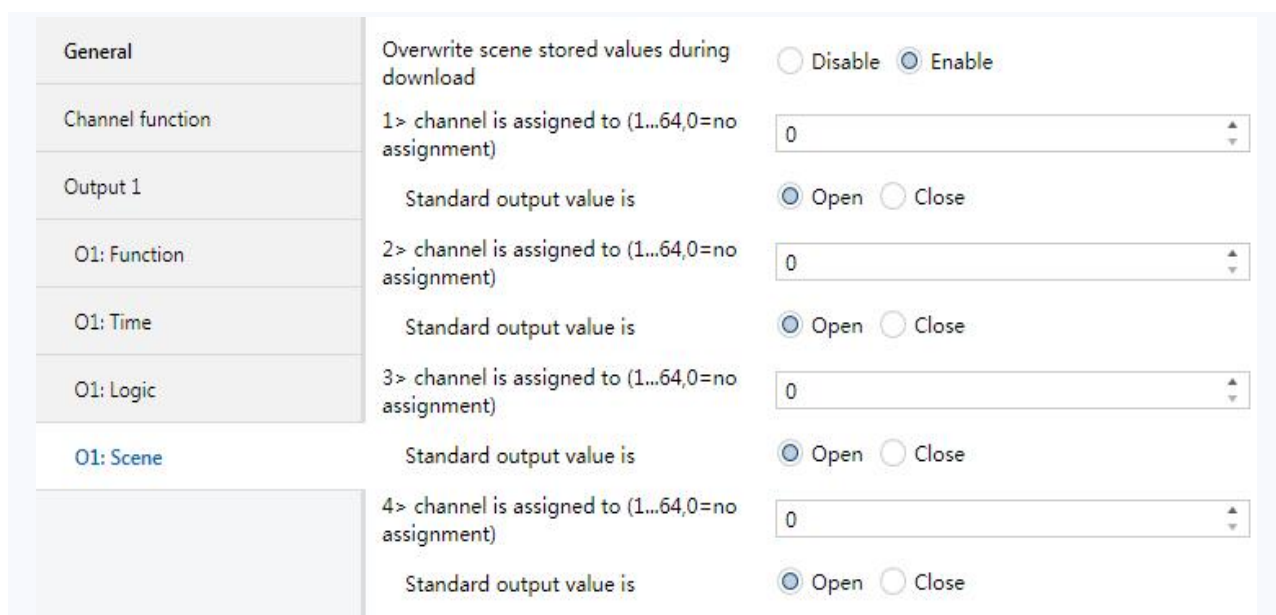 General
Channel function
Output 1
O1: Function
O1: Time
O1: Logic
O1: Scene
Overwrite scene stored values during
download
Disable Enable
1> channel is assigned to (1...64,0=no
assignment)
0
Standard output value is
Open Close
2> channel is assigned to (1...64,0=no
assignment)
0
Standard output value is
Open Close
3> channel is assigned to (1...64,0=no
assignment)
0
Standard output value is
Open Close
4> channel is assigned to (1...64,0=no
assignment)
0
Standard output value is
Open Close